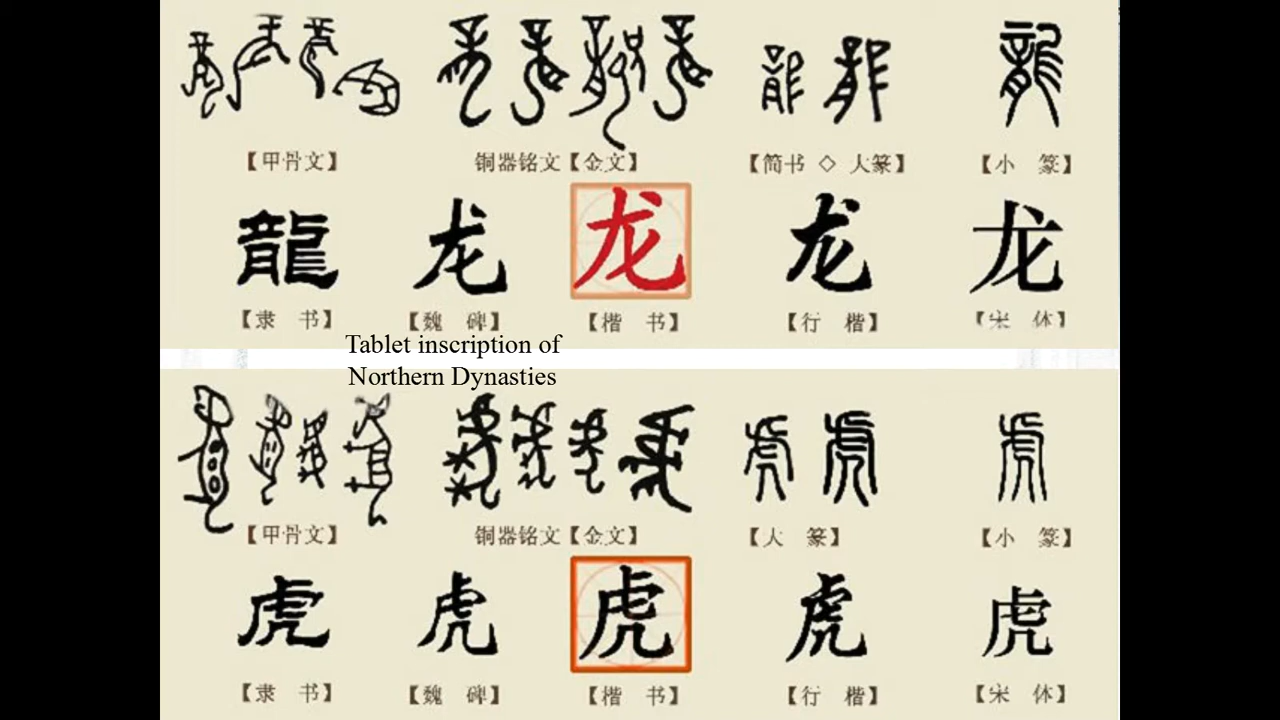 【甲骨文】 铜器铭文【金文】 【简书 ◇ 大篆】 【小 篆】
龍 龙 龙 龙 龙
【隶 书】 【魏 碑】 【楷 书】 【行 楷】 【宋 体】
Tablet inscription of
Northern Dynasties
【甲骨文】 铜器铭文【金文】 【大 篆】 【小 篆】
虎 虎 虎 虎 虎
【隶 书】 【魏 碑】 【楷 书】 【行 楷】 【宋 体】